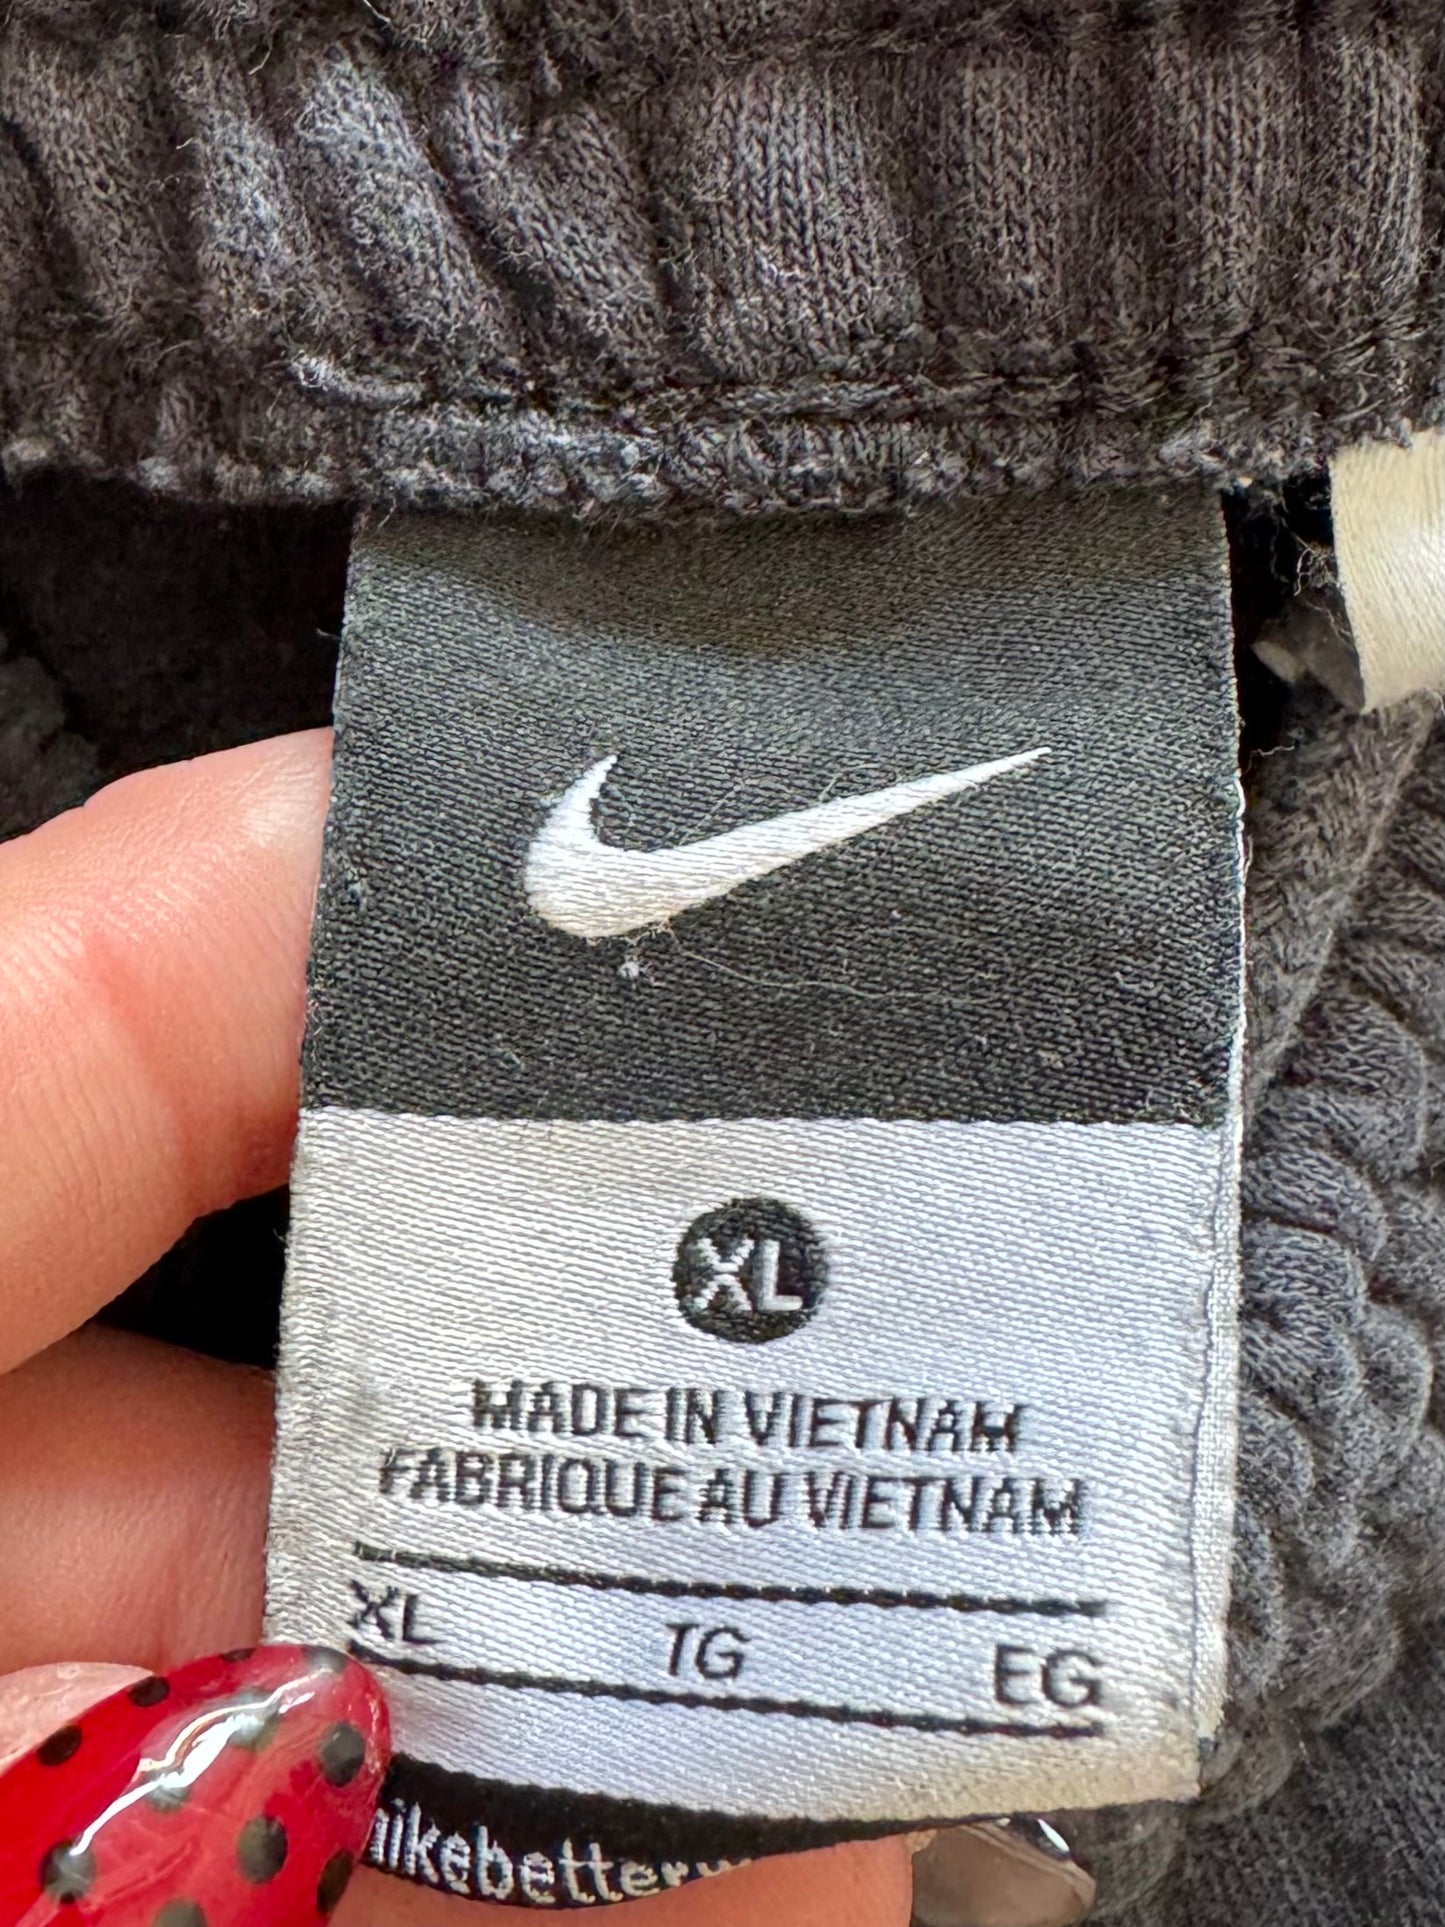 XL
MADE IN VIETNAM
FABRIQUE AU VIETNAM
XL TG EG